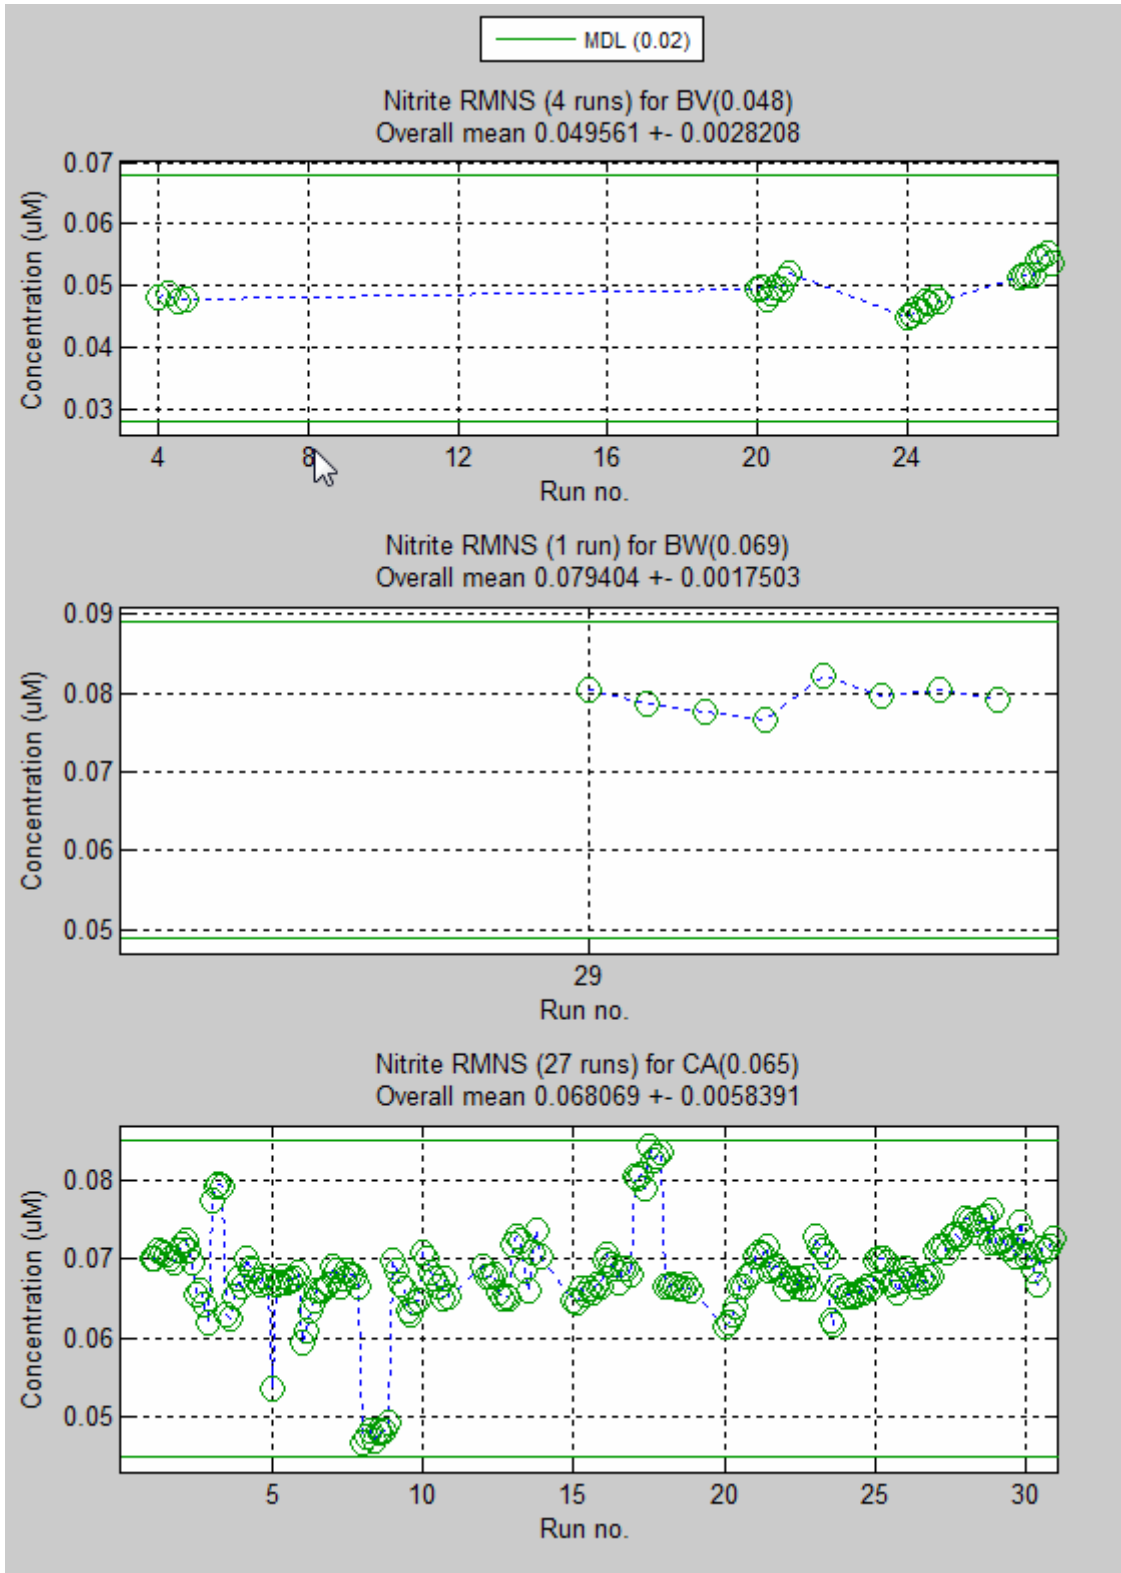 MDL (0.02)
Nitrite RMNS (4 runs) for BV(0.048)
Overall mean 0.049561 +- 0.0028208
0.07
0.06
0.05
0.04
0.03
Concentration (uM)
4 8 12 16 20 24
Run no.
Nitrite RMNS (1 run) for BW(0.069)
Overall mean 0.079404 +- 0.0017503
0.09
0.08
0.07
0.06
0.05
Concentration (uM)
29
Run no.
Nitrite RMNS (27 runs) for CA(0.065)
Overall mean 0.068069 +- 0.0058391
0.08
0.07
0.06
0.05
Concentration (uM)
5 10 15 20 25 30
Run no.